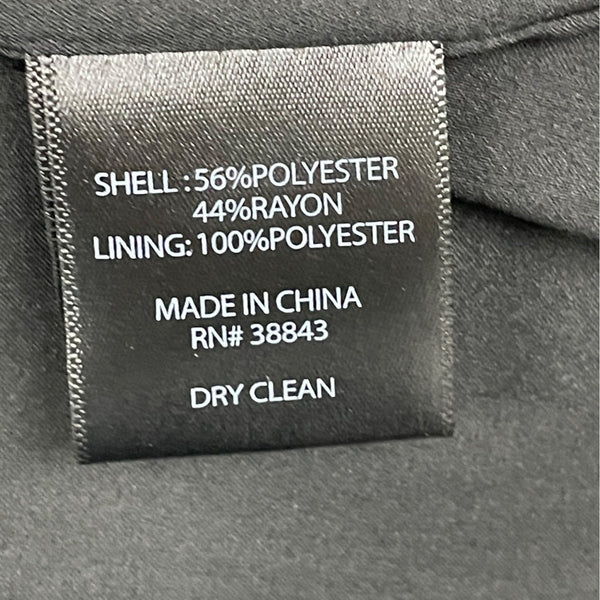 SHELL :56%POLYESTER
44%RAYON
LINING:100%POLYESTER
MADE IN CHINA
RN# 38843
DRY CLEAN